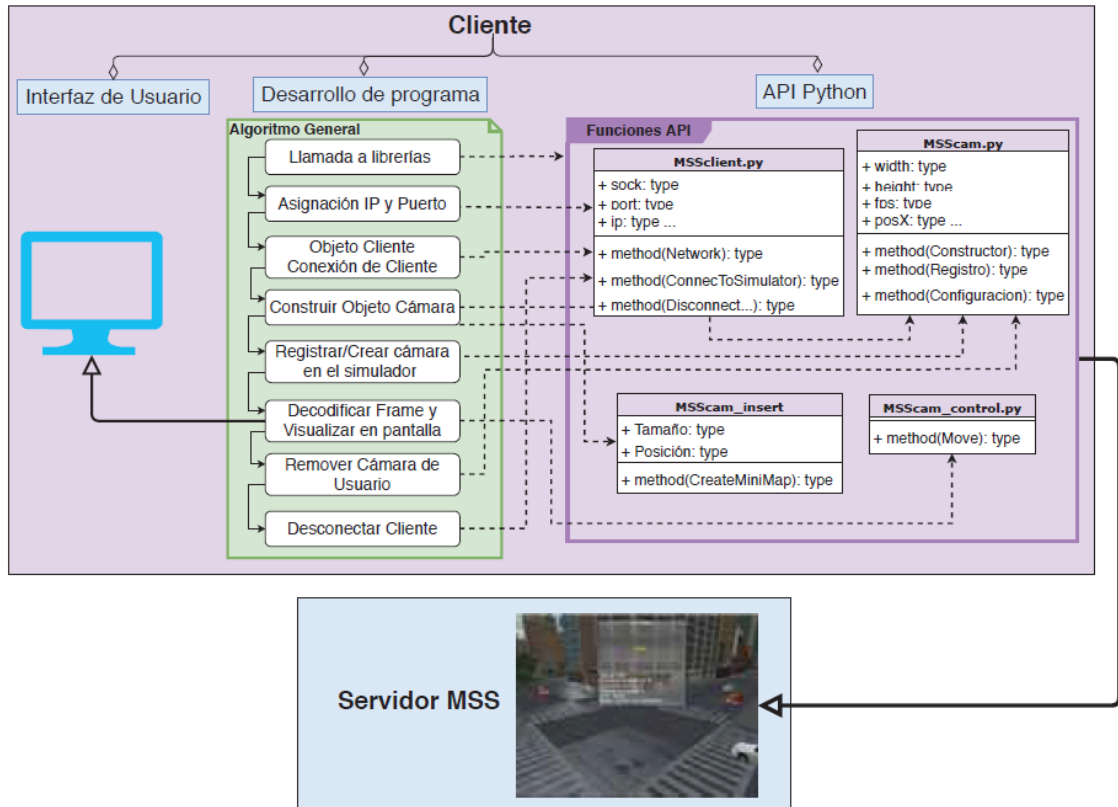 Cliente
Interfaz de Usuario
Desarrollo de programa
API Python
Algoritmo General
Llamada a librerías
Asignación IP y Puerto
Objeto Cliente
Conexión de Cliente
Construir Objeto Cámara
Registrar/Crear cámara
en el simulador
Decodificar Frame y
Visualizar en pantalla
Remover Cámara de
Usuario
Desconectar Cliente
Funciones API
MSSclient.py
+ sock: type
+ port: type
+ ip: type ...
+ method(Network): type
+ method(ConnecToSimulator): type
+ method(Disconnect...): type
MSScam.py
+ width: type
+ height: type
+ fps: type
+ posX: type ...
+ method(Constructor): type
+ method(Registro): type
+ method(Configuracion): type
MSScam_insert
+ Tamaño: type
+ Posición: type
+ method(CreateMiniMap): type
MSScam_control.py
+ method(Move): type
Servidor MSS